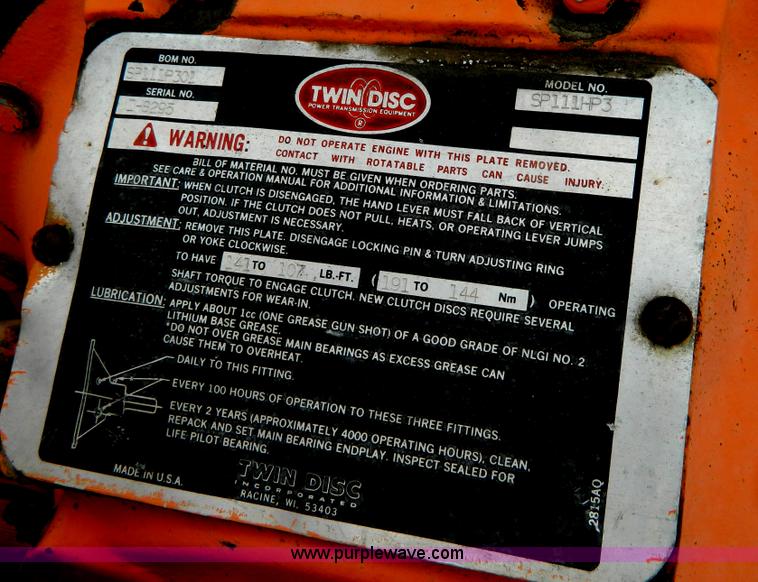 BOM NO.
SP111P301
SERIAL NO.
TWIN DISC
POWER TRANSMISSION EQUIPMENT
®
MODEL NO.
SP111HP3
WARNING: DO NOT OPERATE ENGINE WITH THIS PLATE REMOVED.
CONTACT WITH ROTATABLE PARTS CAN CAUSE INJURY.
BILL OF MATERIAL NO. MUST BE GIVEN WHEN ORDERING PARTS.
SEE CARE & OPERATION MANUAL FOR ADDITIONAL INFORMATION & LIMITATIONS.
IMPORTANT: WHEN CLUTCH IS DISENGAGED, THE HAND LEVER MUST FALL BACK OF VERTICAL
POSITION. IF THE CLUTCH DOES NOT PULL, HEATS, OR OPERATING LEVER JUMPS
OUT, ADJUSTMENT IS NECESSARY.
ADJUSTMENT: REMOVE THIS PLATE. DISENGAGE LOCKING PIN & TURN ADJUSTING RING
OR YOKE CLOCKWISE.
TO HAVE 141 TO 107 LB.-FT. ( 191 TO 144 Nm ) OPERATING
SHAFT TORQUE TO ENGAGE CLUTCH. NEW CLUTCH DISCS REQUIRE SEVERAL
ADJUSTMENTS FOR WEAR-IN.
LUBRICATION: APPLY ABOUT 1cc (ONE GREASE GUN SHOT) OF A GOOD GRADE OF NLGI NO. 2
LITHIUM BASE GREASE.
*DO NOT OVER GREASE MAIN BEARINGS AS EXCESS GREASE CAN
CAUSE THEM TO OVERHEAT.
DAILY TO THIS FITTING.
EVERY 100 HOURS OF OPERATION TO THESE THREE FITTINGS.
EVERY 2 YEARS (APPROXIMATELY 4000 OPERATING HOURS), CLEAN,
REPACK AND SET MAIN BEARING ENDPLAY. INSPECT SEALED FOR
LIFE PILOT BEARING.
MADE IN U.S.A.
TWIN DISC
INCORPORATED
RACINE, WI. 53403
2815AQ
www.purplewave.com